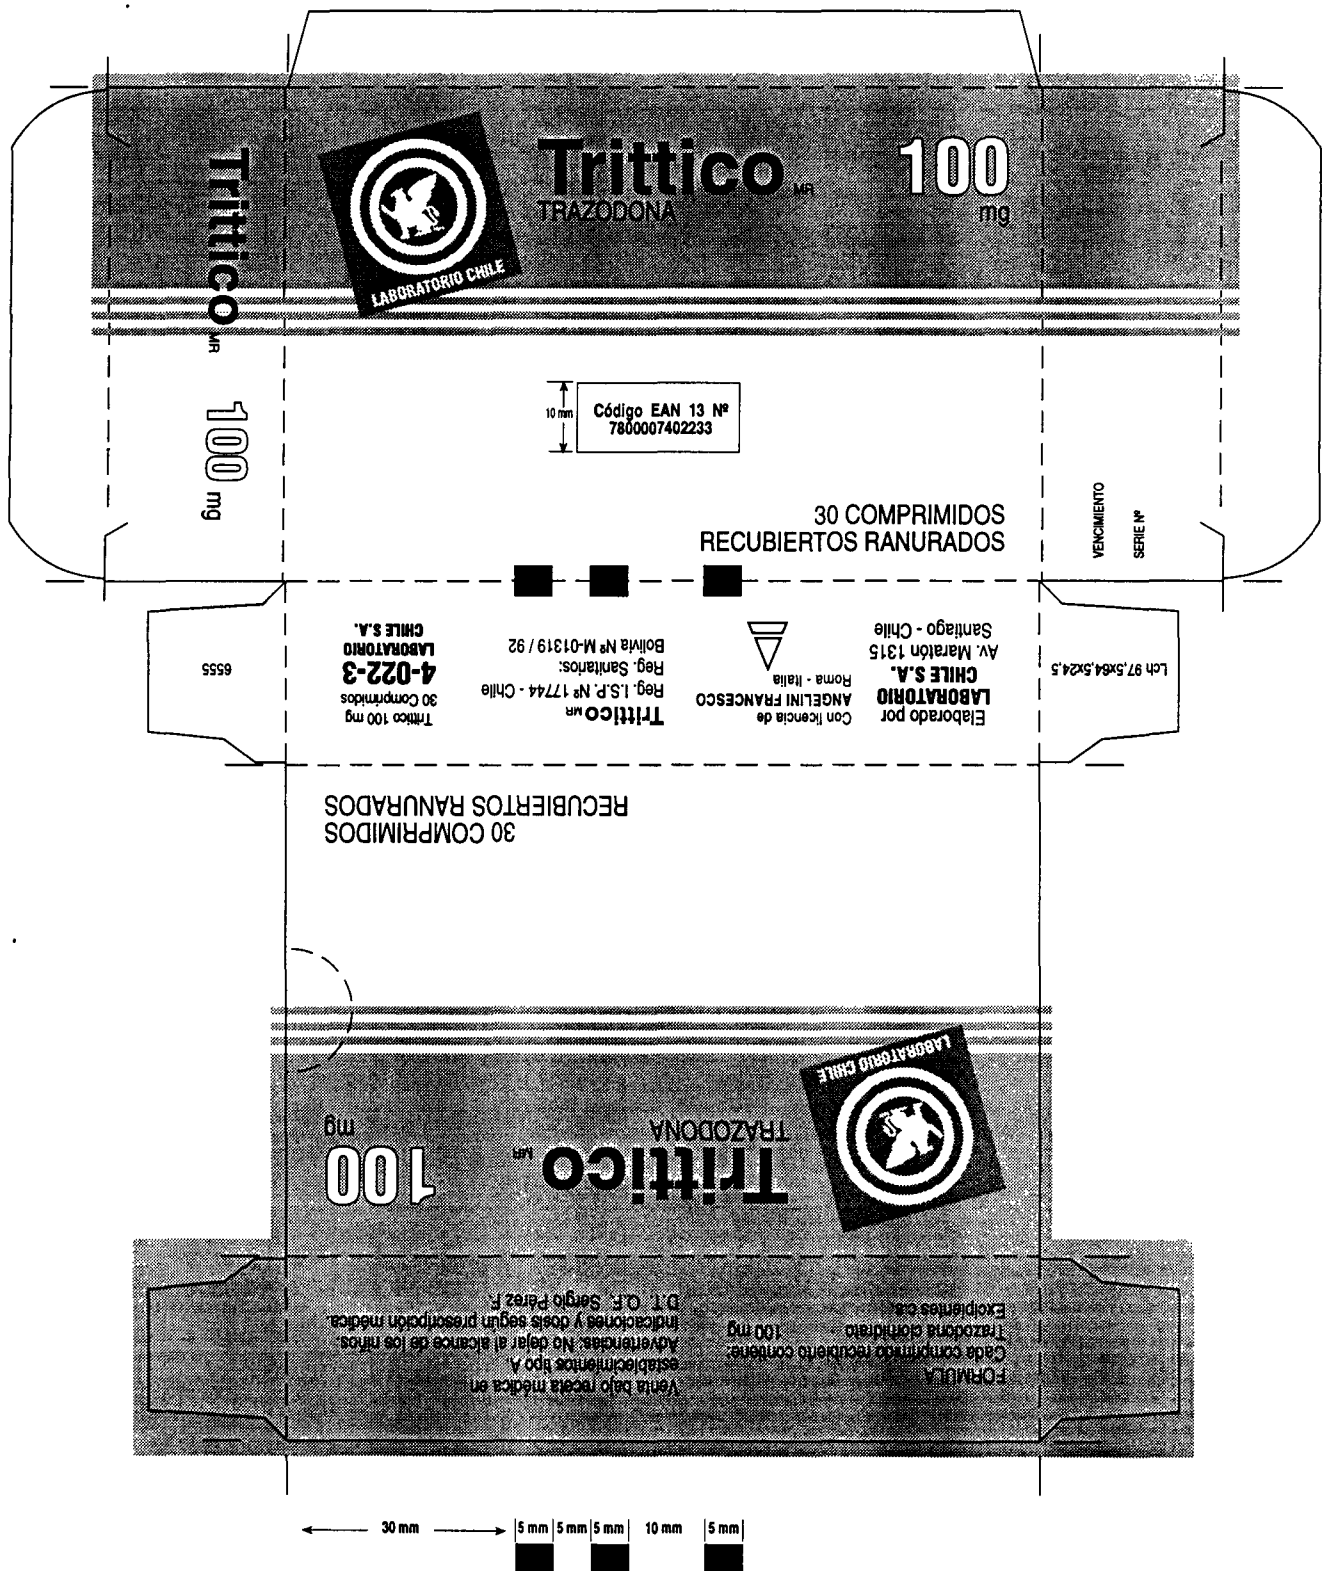 Trittico MR
TRAZODONA
100
mg
LABORATORIO CHILE
Trittico MR
100 mg
10 mm
Código EAN 13 Nº
7800007402233
30 COMPRIMIDOS
RECUBIERTOS RANURADOS
VENCIMIENTO
SERIE Nº
Lch 97,5x64,5x24,5
Elaborado por
LABORATORIO
CHILE S.A.
Av. Maratón 1315
Santiago - Chile
Con licencia de
ANGELINI FRANCESCO
Roma - Italia
Trittico MR
Reg. I.S.P. Nº 17744 - Chile
Reg. Sanitarios:
Bolivia Nº M-01319 / 92
Trittico 100 mg
30 Comprimidos
4-022-3
LABORATORIO
CHILE S.A.
6555
30 COMPRIMIDOS
RECUBIERTOS RANURADOS
LABORATORIO CHILE
Trittico MR
TRAZODONA
100
mg
FORMULA
Cada comprimido recubierto contiene:
Trazodona clorhidrato 100 mg
Excipientes c.s.
Venta bajo receta médica en
establecimientos tipo A
Advertencias: No dejar al alcance de los niños.
Indicaciones y dosis según prescripción médica.
D.T. Q.F. Sergio Pérez F.
30 mm
5 mm
5 mm
5 mm
10 mm
5 mm